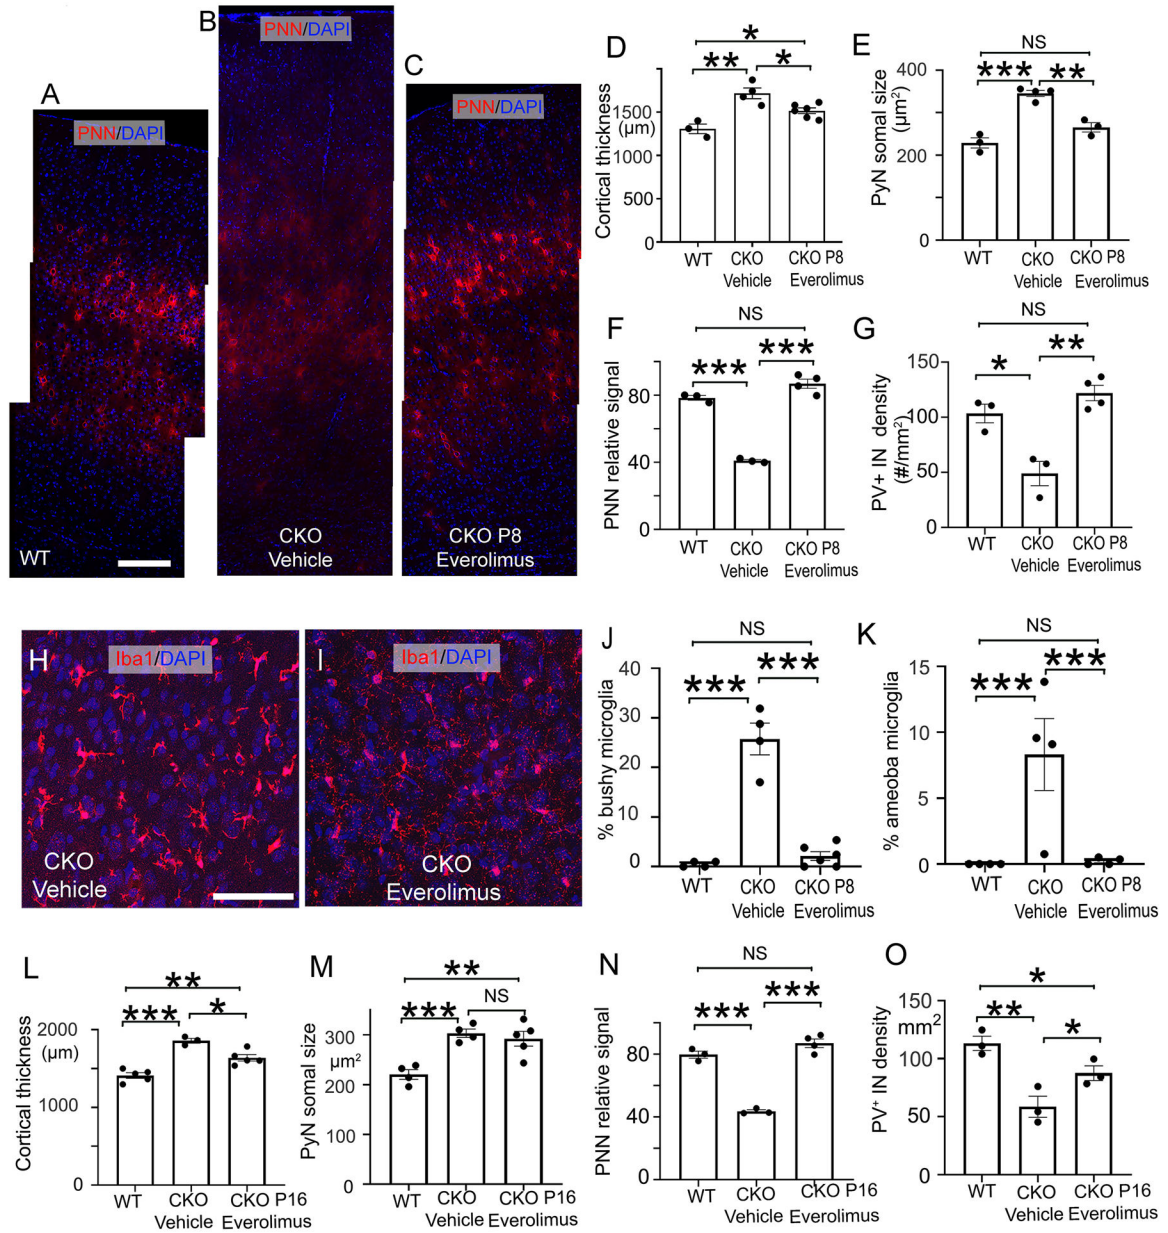 A
PNN/DAPI
WT
B
PNN/DAPI
CKO
Vehicle
C
PNN/DAPI
CKO P8
Everolimus
D
*
**
*
Cortical thickness
(µm)
1500
1000
500
0
WT
CKO
Vehicle
CKO P8
Everolimus
E
NS
***
**
PyN somal size
(µm²)
400
200
0
WT
CKO
Vehicle
CKO P8
Everolimus
F
NS
***
***
PNN relative signal
80
40
0
WT
CKO
Vehicle
CKO P8
Everolimus
G
NS
*
**
PV+ IN density
(#/mm²)
150
100
50
0
WT
CKO
Vehicle
CKO P8
Everolimus
H
Iba1/DAPI
CKO
Vehicle
I
Iba1/DAPI
CKO
Everolimus
J
NS
***
***
% bushy microglia
40
30
20
10
0
WT
CKO
Vehicle
CKO P8
Everolimus
K
NS
***
***
% ameoba microglia
15
10
5
0
WT
CKO
Vehicle
CKO P8
Everolimus
L
**
***
*
Cortical thickness
2000
(µm)
1000
0
WT
CKO
Vehicle
CKO P16
Everolimus
M
**
***
NS
PyN somal size
300
µm²
200
100
0
WT
CKO
Vehicle
CKO P16
Everolimus
N
NS
***
***
PNN relative signal
80
40
0
WT
CKO
Vehicle
CKO P16
Everolimus
O
*
**
*
PV⁺ IN density
150
mm²
100
50
0
WT
CKO
Vehicle
CKO P16
Everolimus